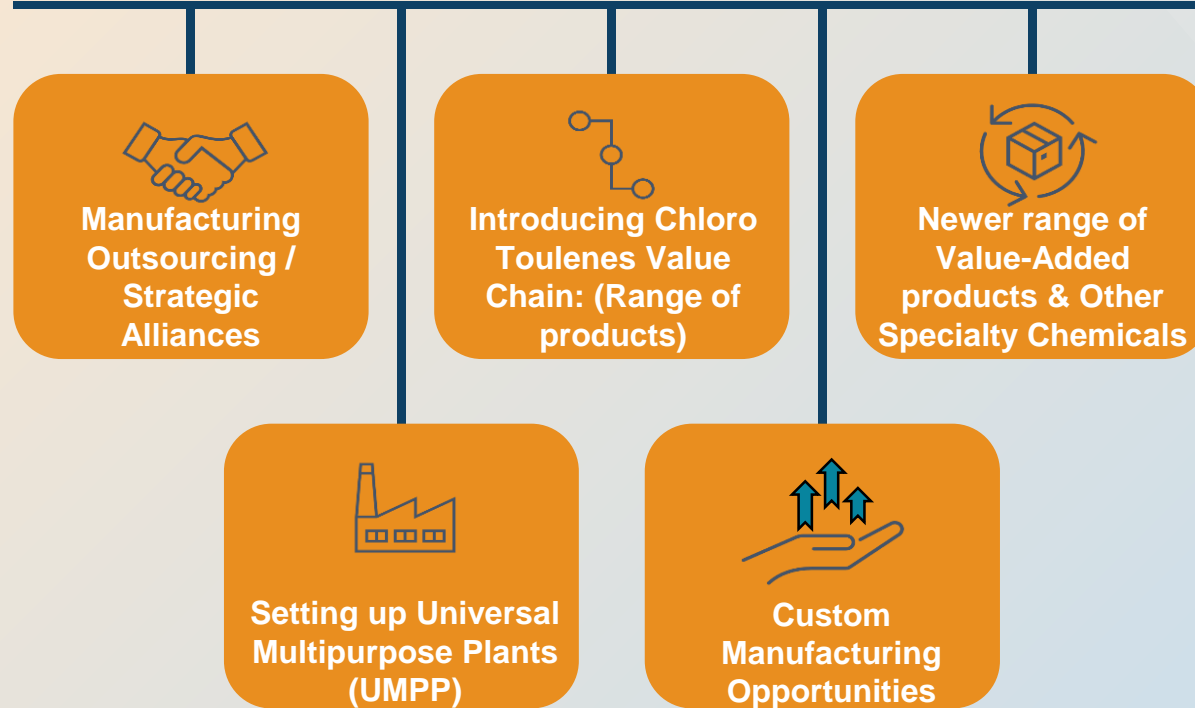 Manufacturing
Outsourcing /
Strategic
Alliances
Introducing Chloro
Toulenes Value
Chain: (Range of
products)
Newer range of
Value-Added
products & Other
Specialty Chemicals
Setting up Universal
Multipurpose Plants
(UMPP)
Custom
Manufacturing
Opportunities